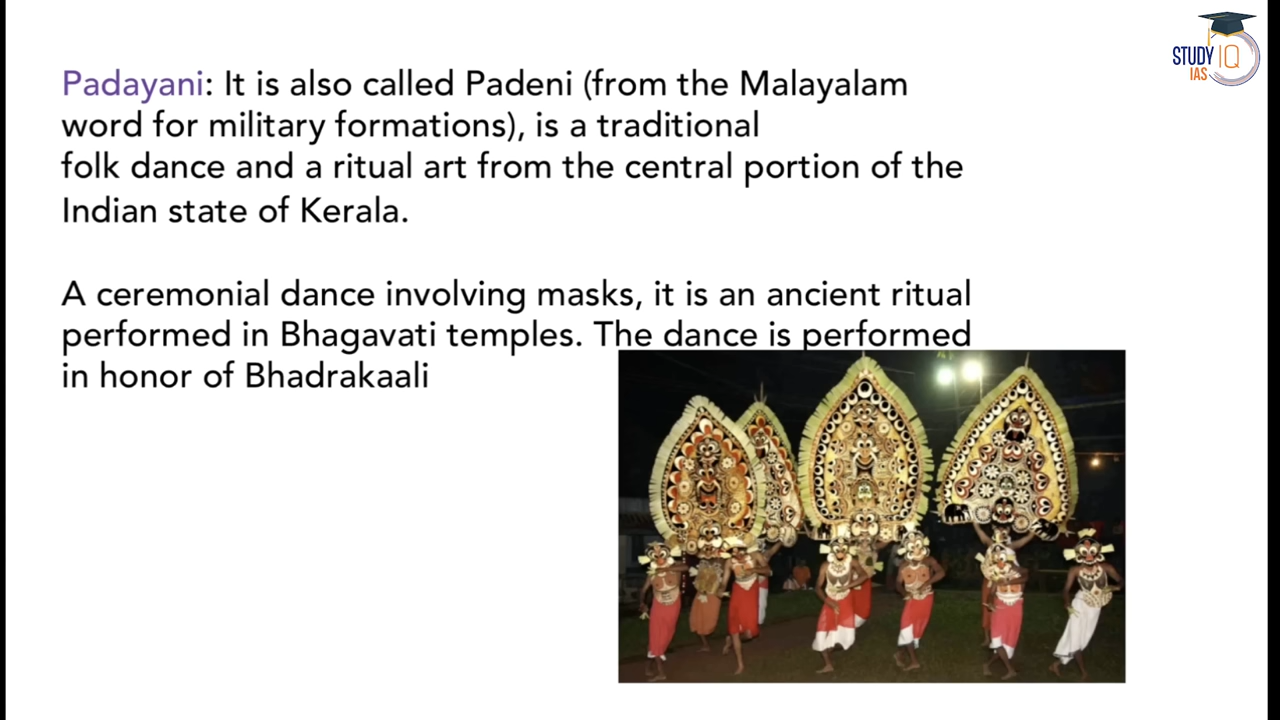 STUDY IQ
IAS
Padayani: It is also called Padeni (from the Malayalam
word for military formations), is a traditional
folk dance and a ritual art from the central portion of the
Indian state of Kerala.
A ceremonial dance involving masks, it is an ancient ritual
performed in Bhagavati temples. The dance is performed
in honor of Bhadrakaali